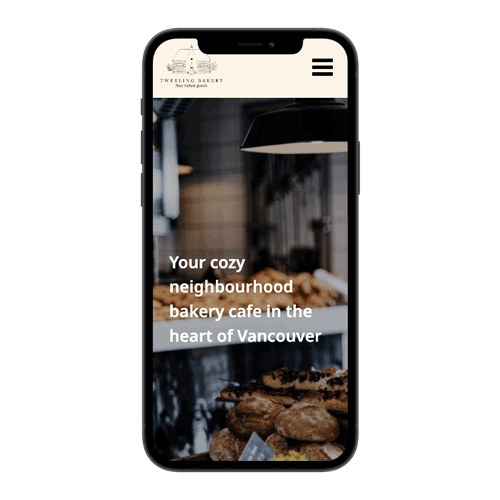 TWEELING BAKERY
fine baked goods
Your cozy
neighbourhood
bakery cafe in the
heart of Vancouver